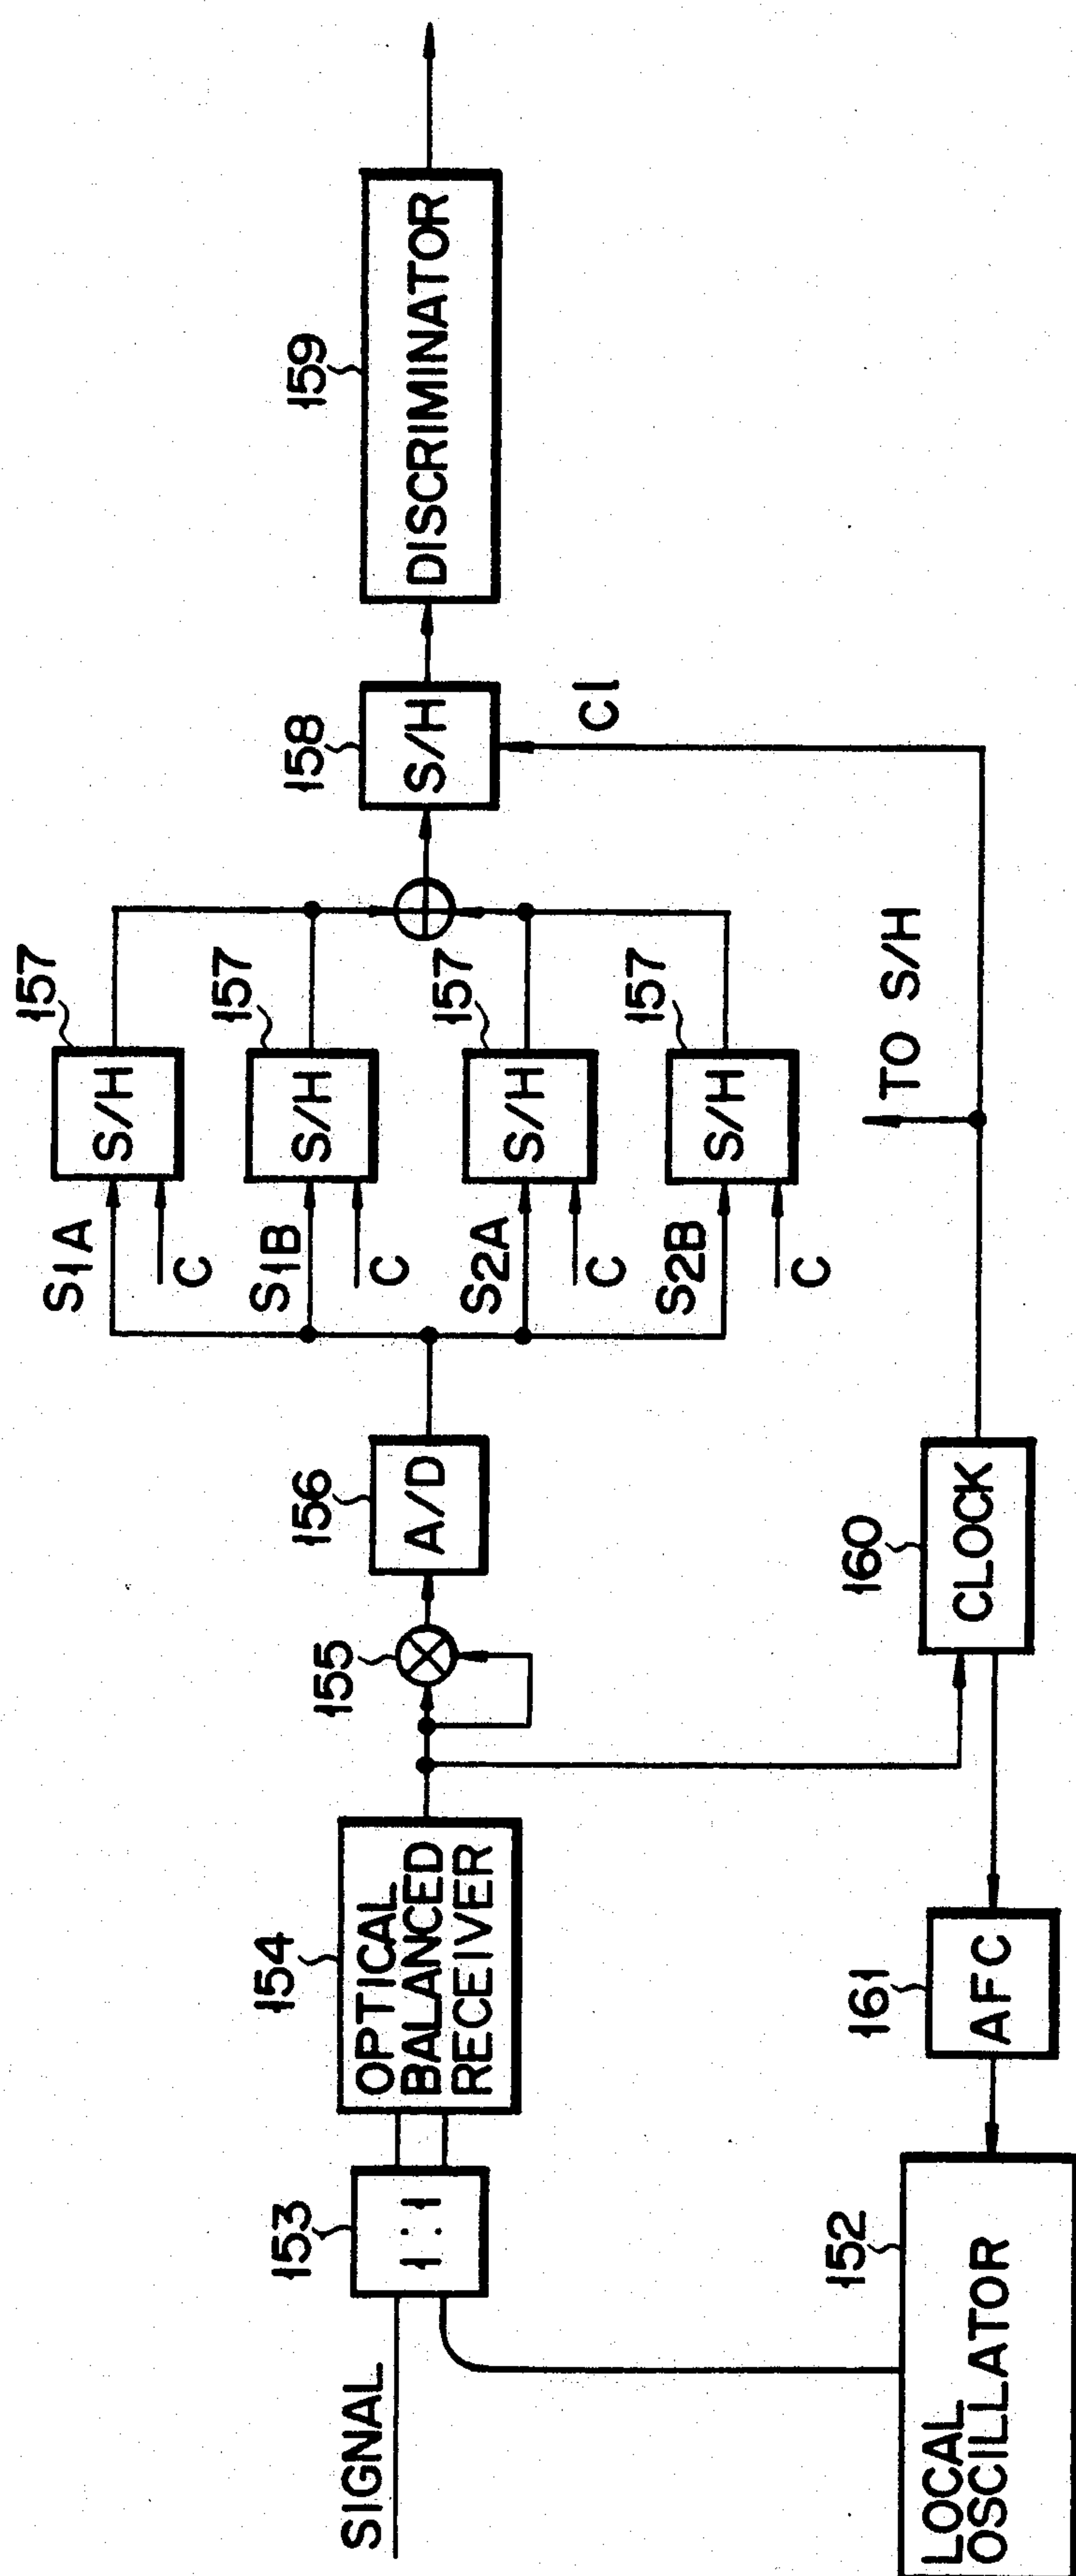 SIGNAL
153
1:1
154
OPTICAL
BALANCED
RECEIVER
155
156
A/D
S1A
C
157
S/H
S1B
C
157
S/H
S2A
C
157
S/H
S2B
C
157
S/H
158
S/H
C1
159
DISCRIMINATOR
152
LOCAL
OSCILLATOR
161
AFC
160
CLOCK
TO S/H